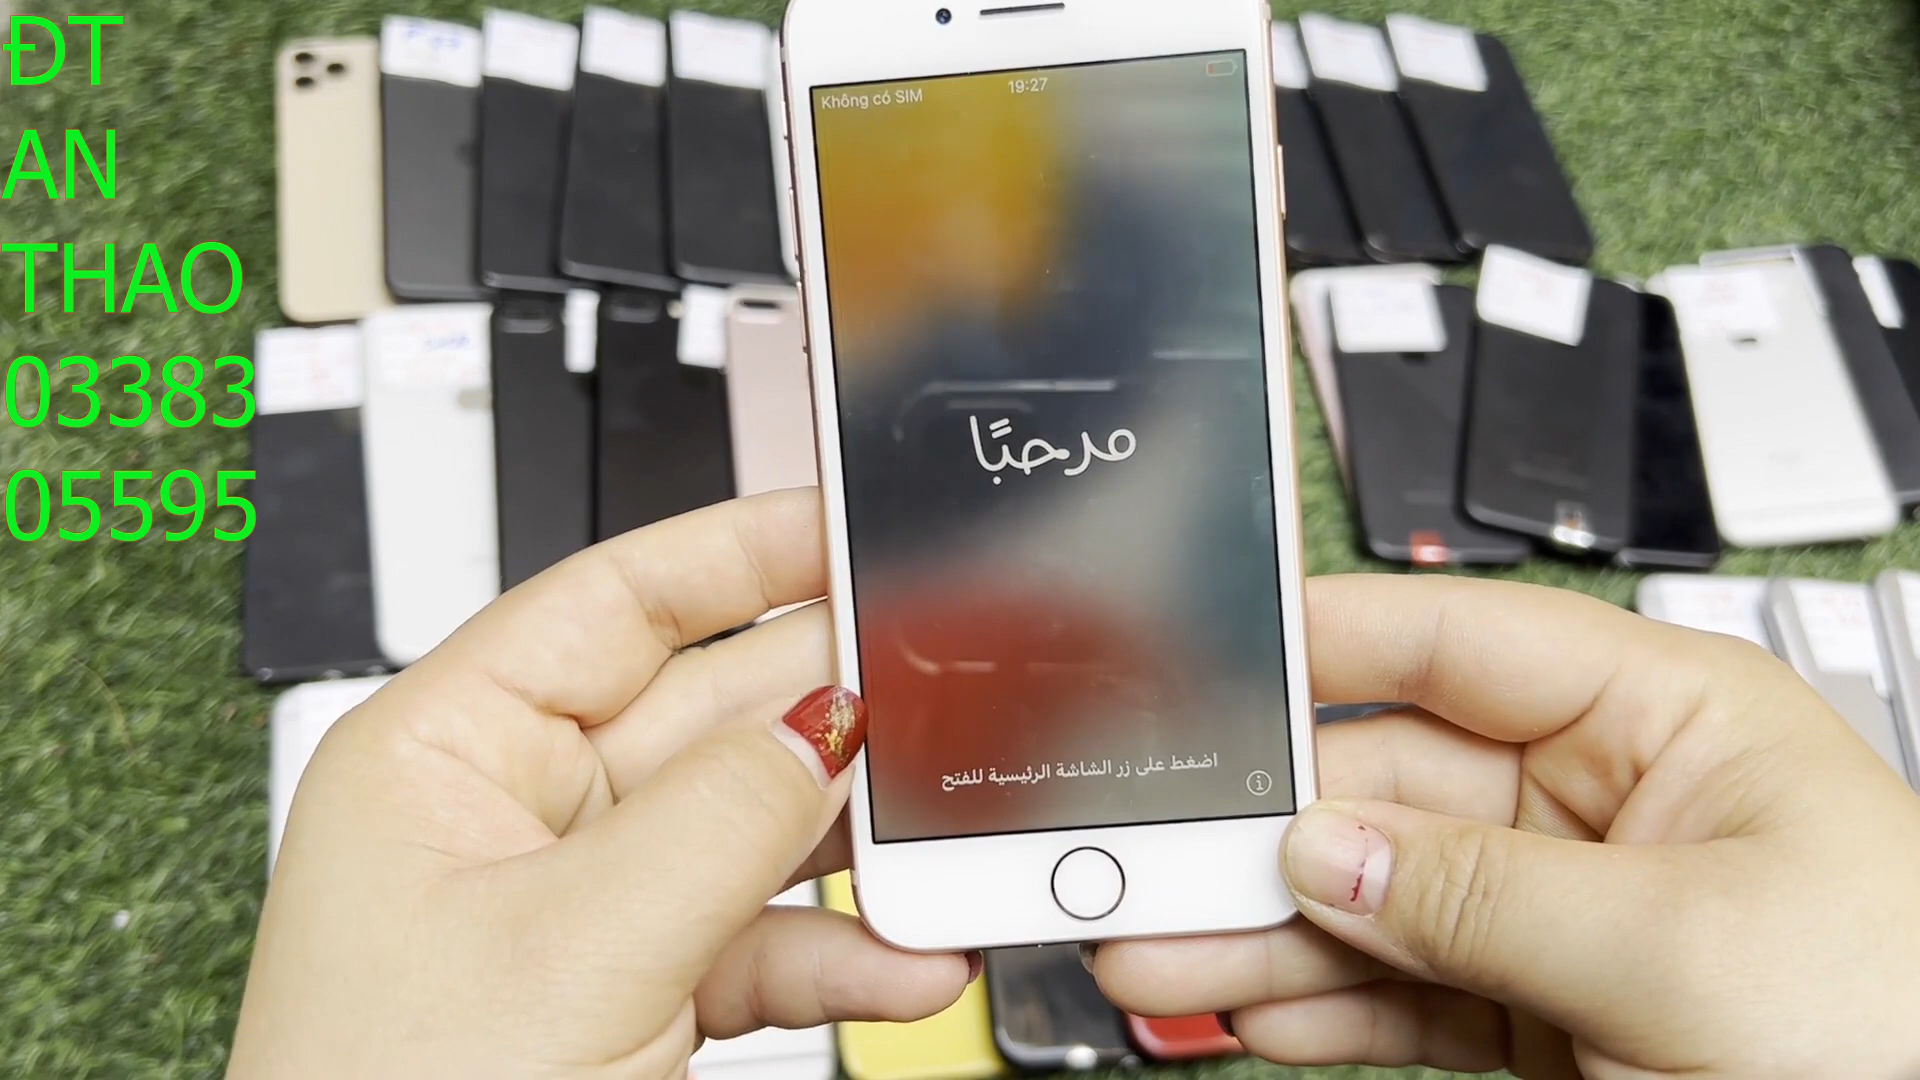 ĐT
AN
THAO
03383
05595
Không có SIM
19:27
مرحبًا
اضغط على زر الشاشة الرئيسية للفتح